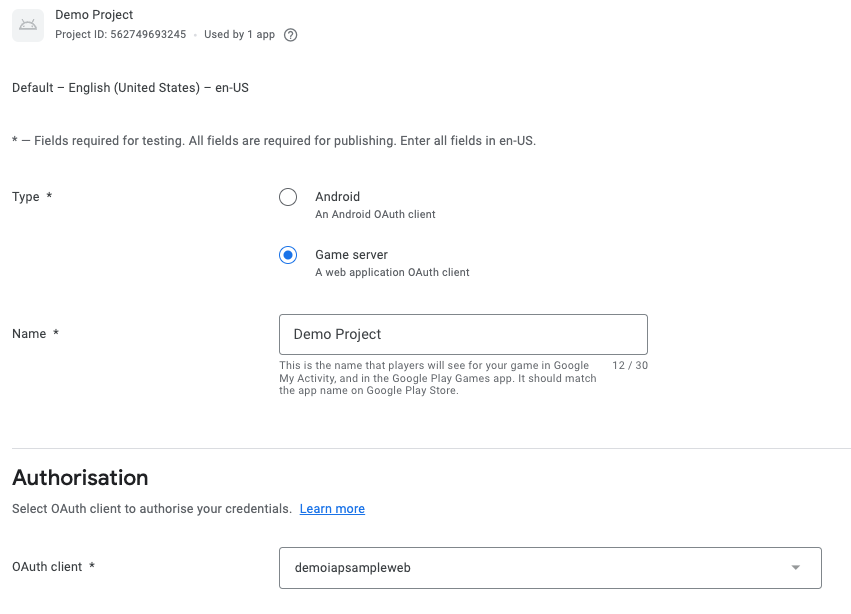 Demo Project
Project ID: 562749693245 · Used by 1 app ?
Default – English (United States) – en-US
* — Fields required for testing. All fields are required for publishing. Enter all fields in en-US.
Type *
Android
An Android OAuth client
Game server
A web application OAuth client
Name *
Demo Project
This is the name that players will see for your game in Google 12 / 30
My Activity, and in the Google Play Games app. It should match
the app name on Google Play Store.
Authorisation
Select OAuth client to authorise your credentials. Learn more
OAuth client *
demoiapsampleweb